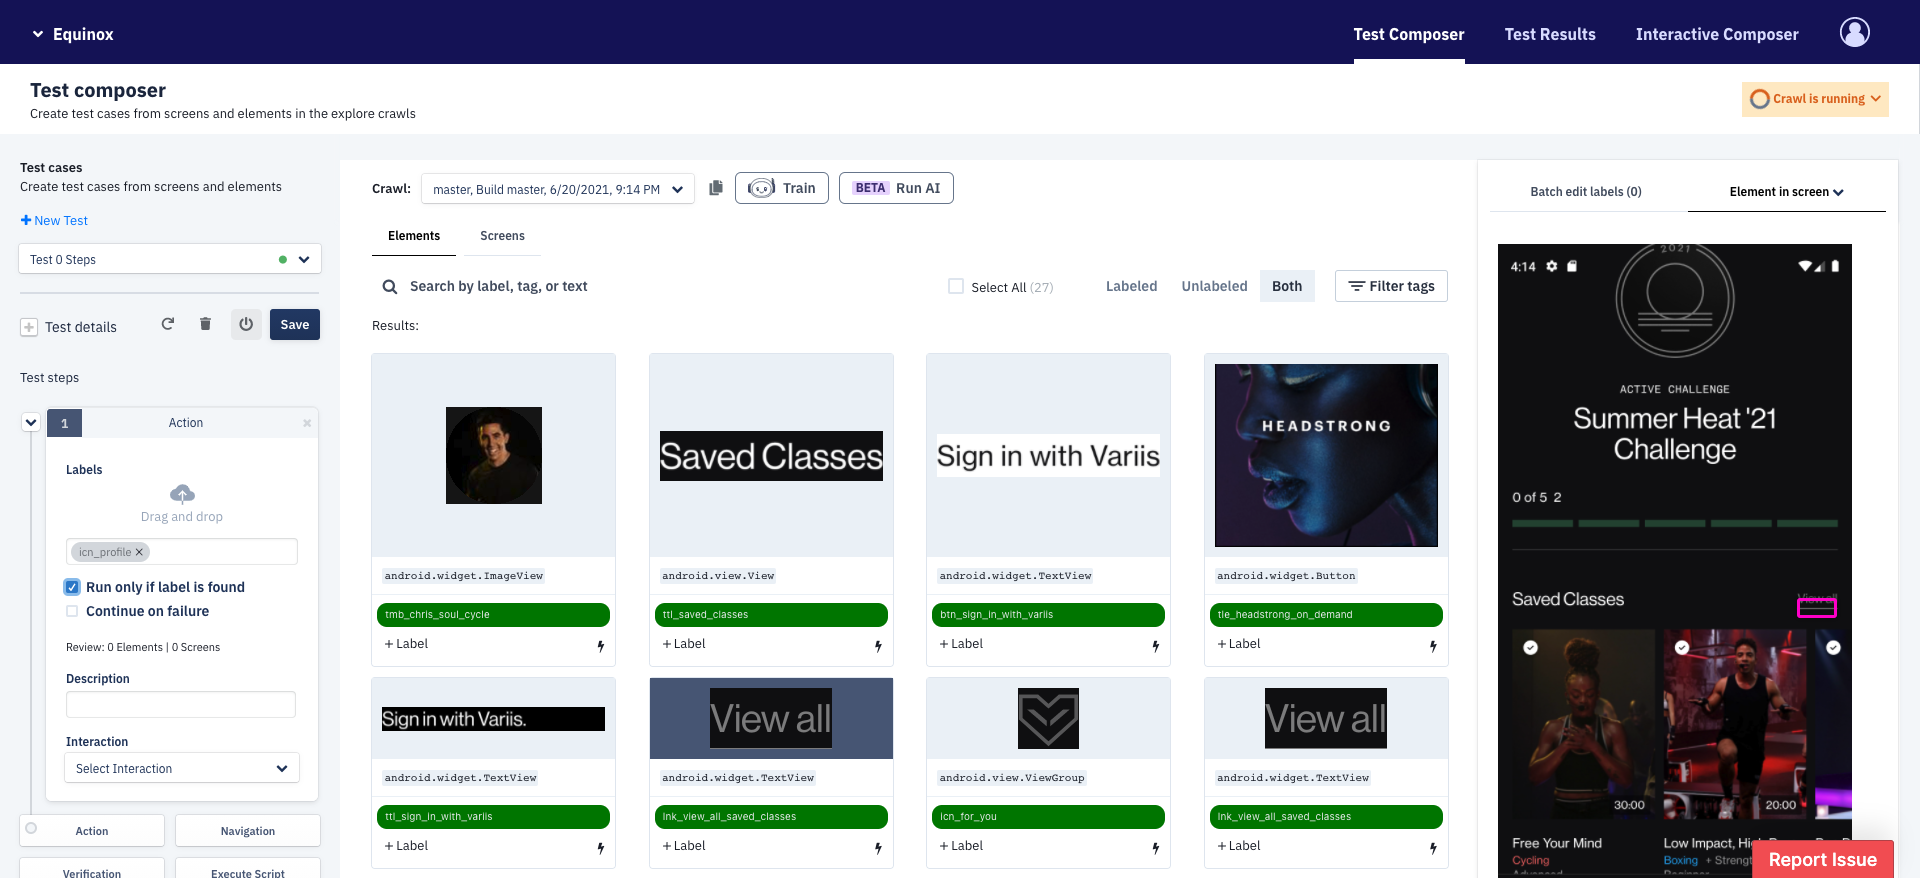 Equinox
Test Composer
Test Results
Interactive Composer
Test composer
Create test cases from screens and elements in the explore crawls
Crawl is running
Test cases
Create test cases from screens and elements
+ New Test
Test 0 Steps
Test details
Save
Test steps
1
Action
Labels
Drag and drop
icn_profile
Run only if label is found
Continue on failure
Review: 0 Elements | 0 Screens
Description
Interaction
Select Interaction
Action
Navigation
Verification
Execute Script
Crawl:
master, Build master, 6/20/2021, 9:14 PM
Train
BETA Run AI
Elements
Screens
Search by label, tag, or text
Select All (27)
Labeled
Unlabeled
Both
Filter tags
Results:
Saved Classes
Sign in with Variis
HEADSTRONG
android.widget.ImageView
android.view.View
android.widget.TextView
android.widget.Button
tmb_chris_soul_cycle
ttl_saved_classes
btn_sign_in_with_variis
tle_headstrong_on_demand
+ Label
+ Label
+ Label
+ Label
Sign in with Variis.
View all
View all
android.widget.TextView
android.widget.TextView
android.view.ViewGroup
android.widget.TextView
ttl_sign_in_with_variis
lnk_view_all_saved_classes
icn_for_you
lnk_view_all_saved_classes
+ Label
+ Label
+ Label
+ Label
Batch edit labels (0)
Element in screen
2021
4:14
ACTIVE CHALLENGE
Summer Heat '21
Challenge
0 of 5 2
Saved Classes
View all
30:00
20:00
Free Your Mind
Cycling
Advanced
Low Impact,
Boxing + Strengt
Beginner
Report Issue